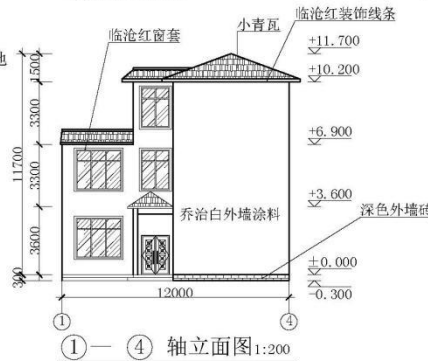 小青瓦
临沧红装饰线条
临沧红窗套
地
+11.700
+10.200
+6.900
+3.600
±0.000
-0.300
1500
3300
3300
3600
300
11700
乔治白外墙涂料
深色外墙砖
12000
① ④
①— ④ 轴立面图1:200